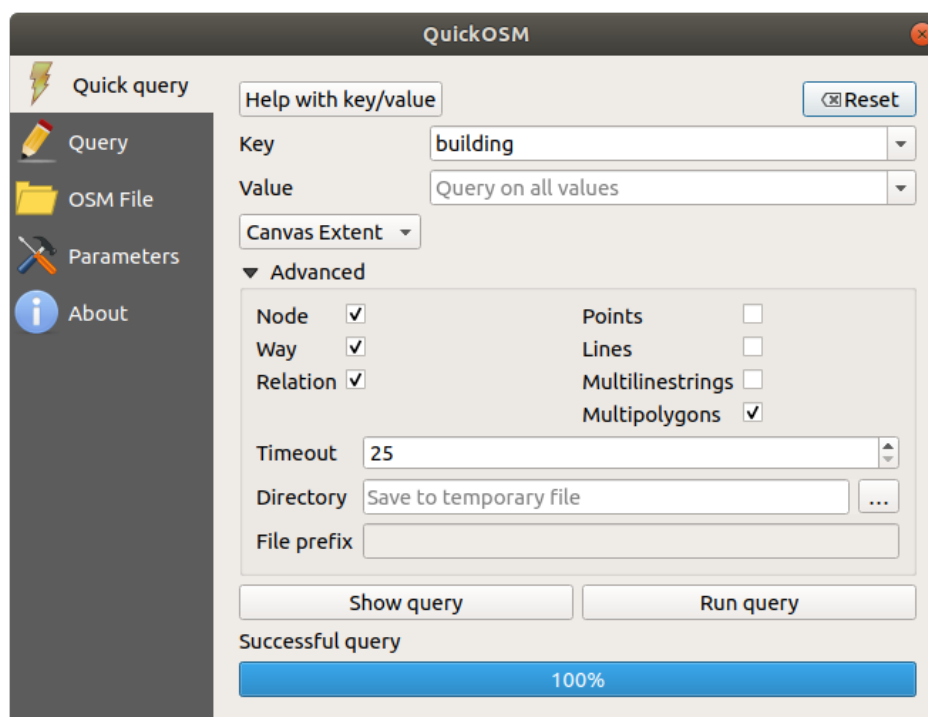 QuickOSM
Quick query
Query
OSM File
Parameters
About
Help with key/value
Reset
Key building
Value Query on all values
Canvas Extent
Advanced
Node Points
Way Lines
Relation Multilinestrings
Multipolygons
Timeout 25
Directory Save to temporary file ...
File prefix
Show query Run query
Successful query
100%